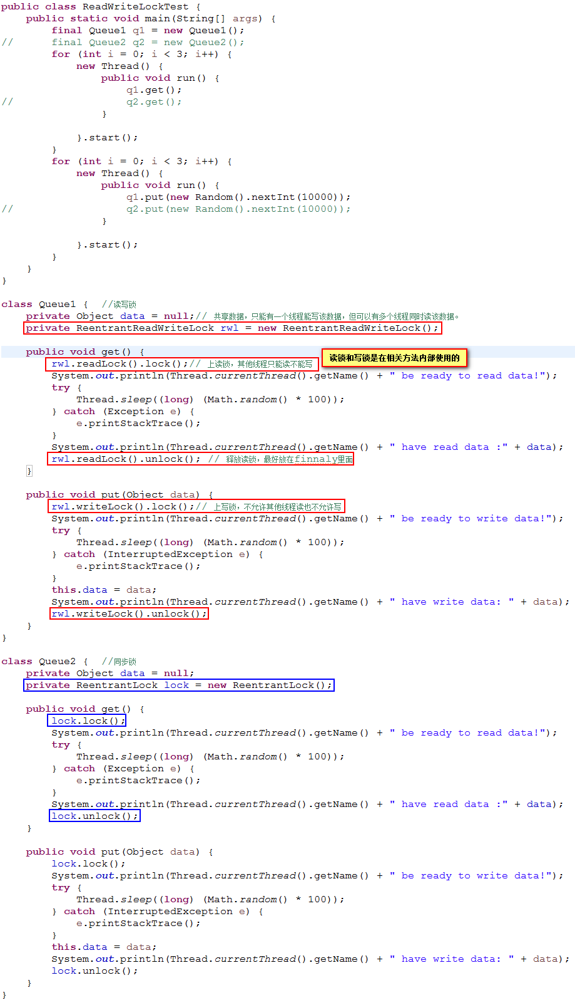 public class ReadWriteLockTest {
    public static void main(String[] args) {
        final Queue1 q1 = new Queue1();
//      final Queue2 q2 = new Queue2();
        for (int i = 0; i < 3; i++) {
            new Thread() {
                public void run() {
                    q1.get();
//                  q2.get();
                }

            }.start();
        }
        for (int i = 0; i < 3; i++) {
            new Thread() {
                public void run() {
                    q1.put(new Random().nextInt(10000));
//                  q2.put(new Random().nextInt(10000));
                }

            }.start();
        }
    }
}

class Queue1 {  //读写锁
    private Object data = null;// 共享数据，只能有一个线程能写该数据，但可以有多个线程同时读该数据。
    private ReentrantReadWriteLock rwl = new ReentrantReadWriteLock();

    public void get() {
        rwl.readLock().lock();// 上读锁，其他线程只能读不能写 读锁和写锁是在相关方法内部使用的
        System.out.println(Thread.currentThread().getName() + " be ready to read data!");
        try {
            Thread.sleep((long) (Math.random() * 100));
        } catch (Exception e) {
            e.printStackTrace();
        }
        System.out.println(Thread.currentThread().getName() + " have read data :" + data);
        rwl.readLock().unlock(); // 释放读锁，最好放在finnaly里面
    }

    public void put(Object data) {
        rwl.writeLock().lock();// 上写锁，不允许其他线程读也不允许写
        System.out.println(Thread.currentThread().getName() + " be ready to write data!");
        try {
            Thread.sleep((long) (Math.random() * 100));
        } catch (InterruptedException e) {
            e.printStackTrace();
        }
        this.data = data;
        System.out.println(Thread.currentThread().getName() + " have write data: " + data);
        rwl.writeLock().unlock();
    }
}

class Queue2 {  //同步锁
    private Object data = null;
    private ReentrantLock lock = new ReentrantLock();

    public void get() {
        lock.lock();
        System.out.println(Thread.currentThread().getName() + " be ready to read data!");
        try {
            Thread.sleep((long) (Math.random() * 100));
        } catch (Exception e) {
            e.printStackTrace();
        }
        System.out.println(Thread.currentThread().getName() + " have read data :" + data);
        lock.unlock();
    }

    public void put(Object data) {
        lock.lock();
        System.out.println(Thread.currentThread().getName() + " be ready to write data!");
        try {
            Thread.sleep((long) (Math.random() * 100));
        } catch (InterruptedException e) {
            e.printStackTrace();
        }
        this.data = data;
        System.out.println(Thread.currentThread().getName() + " have write data: " + data);
        lock.unlock();
    }
}